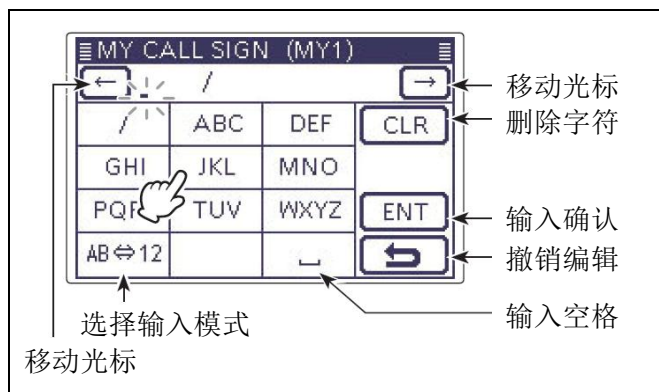 MY CALL SIGN (MY1)
← _ / →
/ ABC DEF CLR
GHI JKL MNO
TUV WXYZ ENT
AB⇔12 ␣
移动光标
删除字符
输入确认
撤销编辑
输入空格
选择输入模式
移动光标